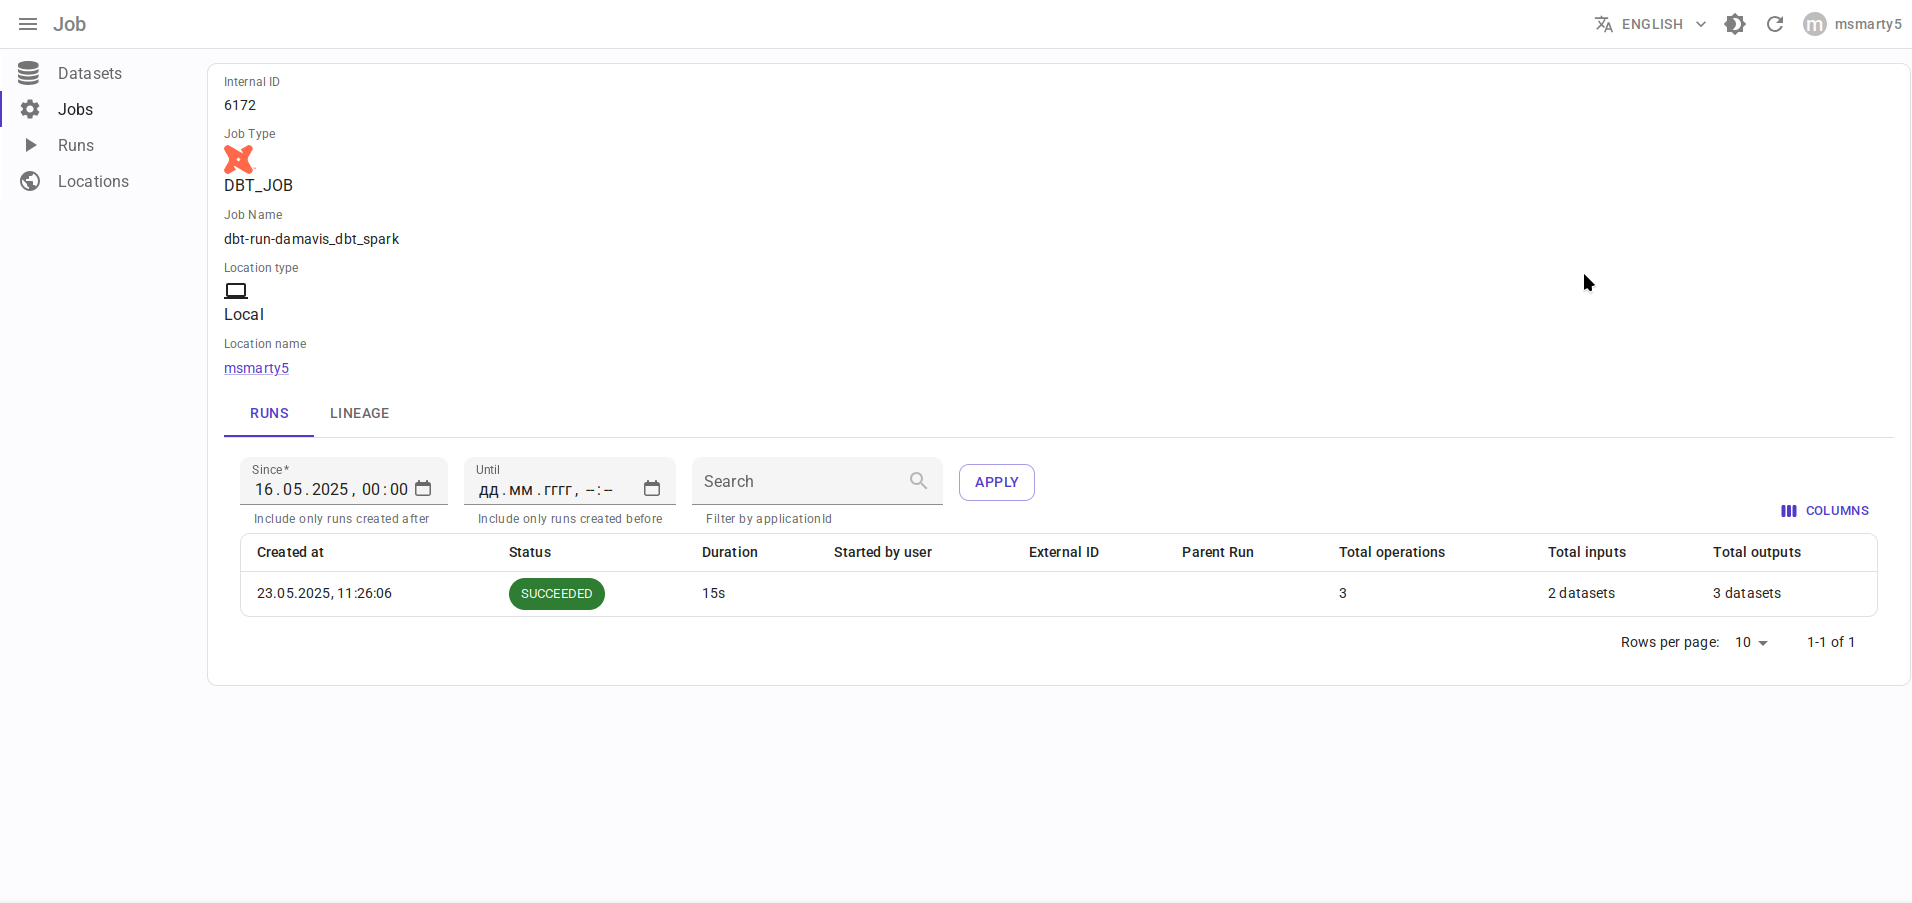 Job
ENGLISH
m msmarty5
Datasets
Jobs
Runs
Locations
Internal ID
6172
Job Type
DBT_JOB
Job Name
dbt-run-damavis_dbt_spark
Location type
Local
Location name
msmarty5
RUNS LINEAGE
Since* Until
16.05.2025, 00:00 дд.мм.гггг, --:-- Search APPLY
Include only runs created after Include only runs created before Filter by applicationId
COLUMNS
Created at Status Duration Started by user External ID Parent Run Total operations Total inputs Total outputs
23.05.2025, 11:26:06 SUCCEEDED 15s 3 2 datasets 3 datasets
Rows per page: 10 1-1 of 1